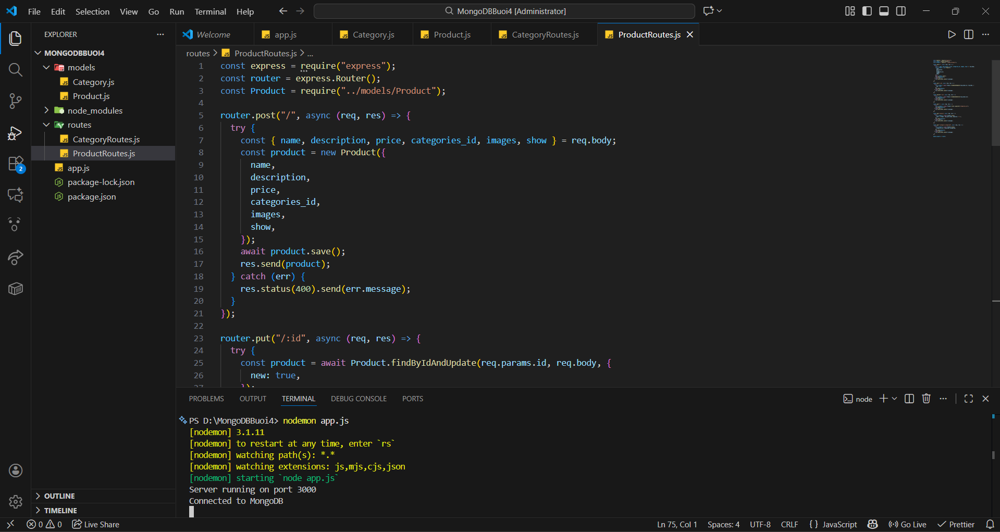 File Edit Selection View Go Run Terminal Help
MongoDBBuoi4 [Administrator]
EXPLORER
MONGODBBUOI4
models
Category.js
Product.js
node_modules
routes
CategoryRoutes.js
ProductRoutes.js
app.js
package-lock.json
package.json
OUTLINE
TIMELINE
2
Welcome app.js Category.js Product.js CategoryRoutes.js ProductRoutes.js
routes > ProductRoutes.js > ...
1 const express = require("express");
2 const router = express.Router();
3 const Product = require("../models/Product");
4
5 router.post("/", async (req, res) => {
6 try {
7 const { name, description, price, categories_id, images, show } = req.body;
8 const product = new Product({
9 name,
10 description,
11 price,
12 categories_id,
13 images,
14 show,
15 });
16 await product.save();
17 res.send(product);
18 } catch (err) {
19 res.status(400).send(err.message);
20 }
21 });
22
23 router.put("/:id", async (req, res) => {
24 try {
25 const product = await Product.findByIdAndUpdate(req.params.id, req.body, {
26 new: true,
27 });
PROBLEMS OUTPUT TERMINAL DEBUG CONSOLE PORTS
node
PS D:\MongoDBBuoi4> nodemon app.js
[nodemon] 3.1.11
[nodemon] to restart at any time, enter `rs`
[nodemon] watching path(s): *.*
[nodemon] watching extensions: js,mjs,cjs,json
[nodemon] starting `node app.js`
Server running on port 3000
Connected to MongoDB
0 0 Live Share
Ln 75, Col 1 Spaces: 4 UTF-8 CRLF { } JavaScript Go Live Prettier